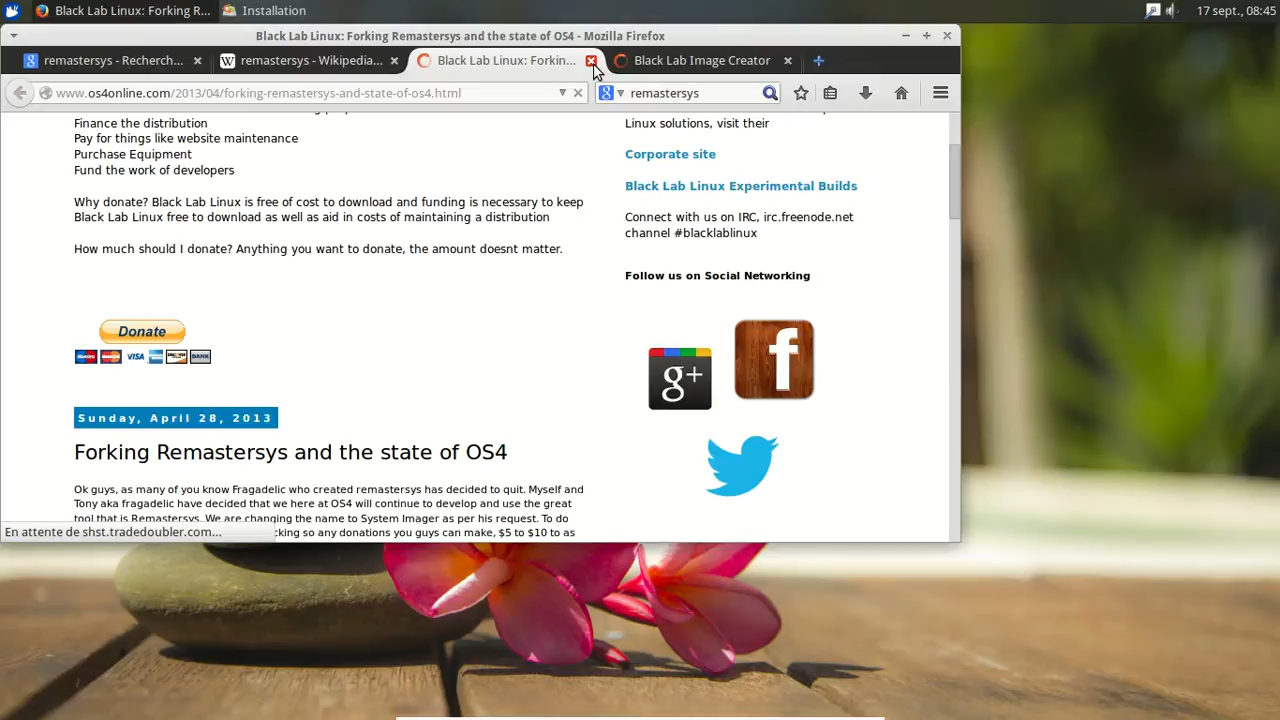 Black Lab Linux: Forking R...
Installation
17 sept., 08:45
Black Lab Linux: Forking Remastersys and the state of OS4 - Mozilla Firefox
remastersys - Recherch...
remastersys - Wikipedia...
Black Lab Linux: Forkin...
Black Lab Image Creator
www.os4online.com/2013/04/forking-remastersys-and-state-of-os4.html
remastersys
Finance the distribution
Pay for things like website maintenance
Purchase Equipment
Fund the work of developers
Why donate? Black Lab Linux is free of cost to download and funding is necessary to keep
Black Lab Linux free to download as well as aid in costs of maintaining a distribution
How much should I donate? Anything you want to donate, the amount doesnt matter.
Donate
VISA
BANK
Sunday, April 28, 2013
Forking Remastersys and the state of OS4
Ok guys, as many of you know Fragadelic who created remastersys has decided to quit. Myself and
Tony aka fragadelic have decided that we here at OS4 will continue to develop and use the great
tool that is Remastersys. We are changing the name to System Imager as per his request. To do
cking so any donations you guys can make, $5 to $10 to as
En attente de shst.tradedoubler.com...
Linux solutions, visit their
Corporate site
Black Lab Linux Experimental Builds
Connect with us on IRC, irc.freenode.net
channel #blacklablinux
Follow us on Social Networking
g+
f